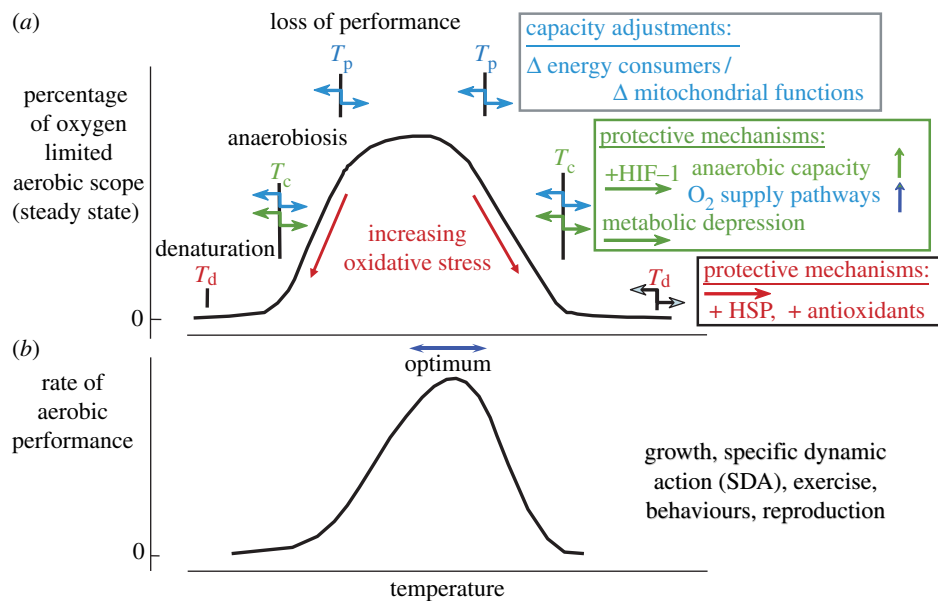 (a)
loss of performance
Tp
Tp
capacity adjustments:
Δ energy consumers/
Δ mitochondrial functions
percentage
of oxygen
limited
aerobic scope
(steady state)
anaerobiosis
Tc
Tc
protective mechanisms:
+HIF–1
anaerobic capacity
O2 supply pathways
metabolic depression
increasing
oxidative stress
denaturation
Td
Td
protective mechanisms:
+ HSP, + antioxidants
0
(b)
optimum
rate of
aerobic
performance
growth, specific dynamic
action (SDA), exercise,
behaviours, reproduction
0
temperature